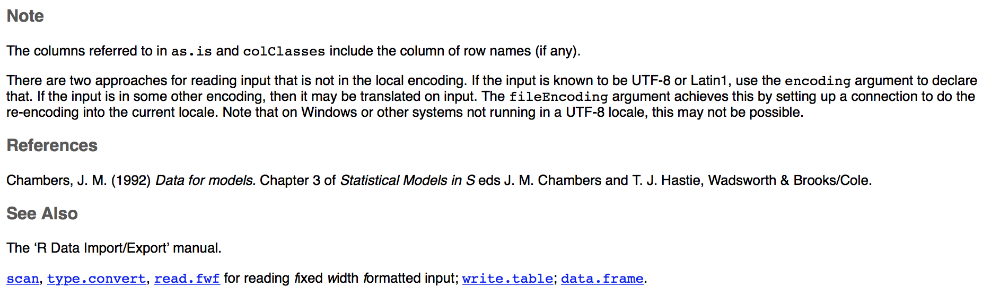 Note
The columns referred to in as.is and colClasses include the column of row names (if any).
There are two approaches for reading input that is not in the local encoding. If the input is known to be UTF-8 or Latin1, use the encoding argument to declare
that. If the input is in some other encoding, then it may be translated on input. The fileEncoding argument achieves this by setting up a connection to do the
re-encoding into the current locale. Note that on Windows or other systems not running in a UTF-8 locale, this may not be possible.
References
Chambers, J. M. (1992) Data for models. Chapter 3 of Statistical Models in S eds J. M. Chambers and T. J. Hastie, Wadsworth & Brooks/Cole.
See Also
The ‘R Data Import/Export’ manual.
scan, type.convert, read.fwf for reading fixed width formatted input; write.table; data.frame.